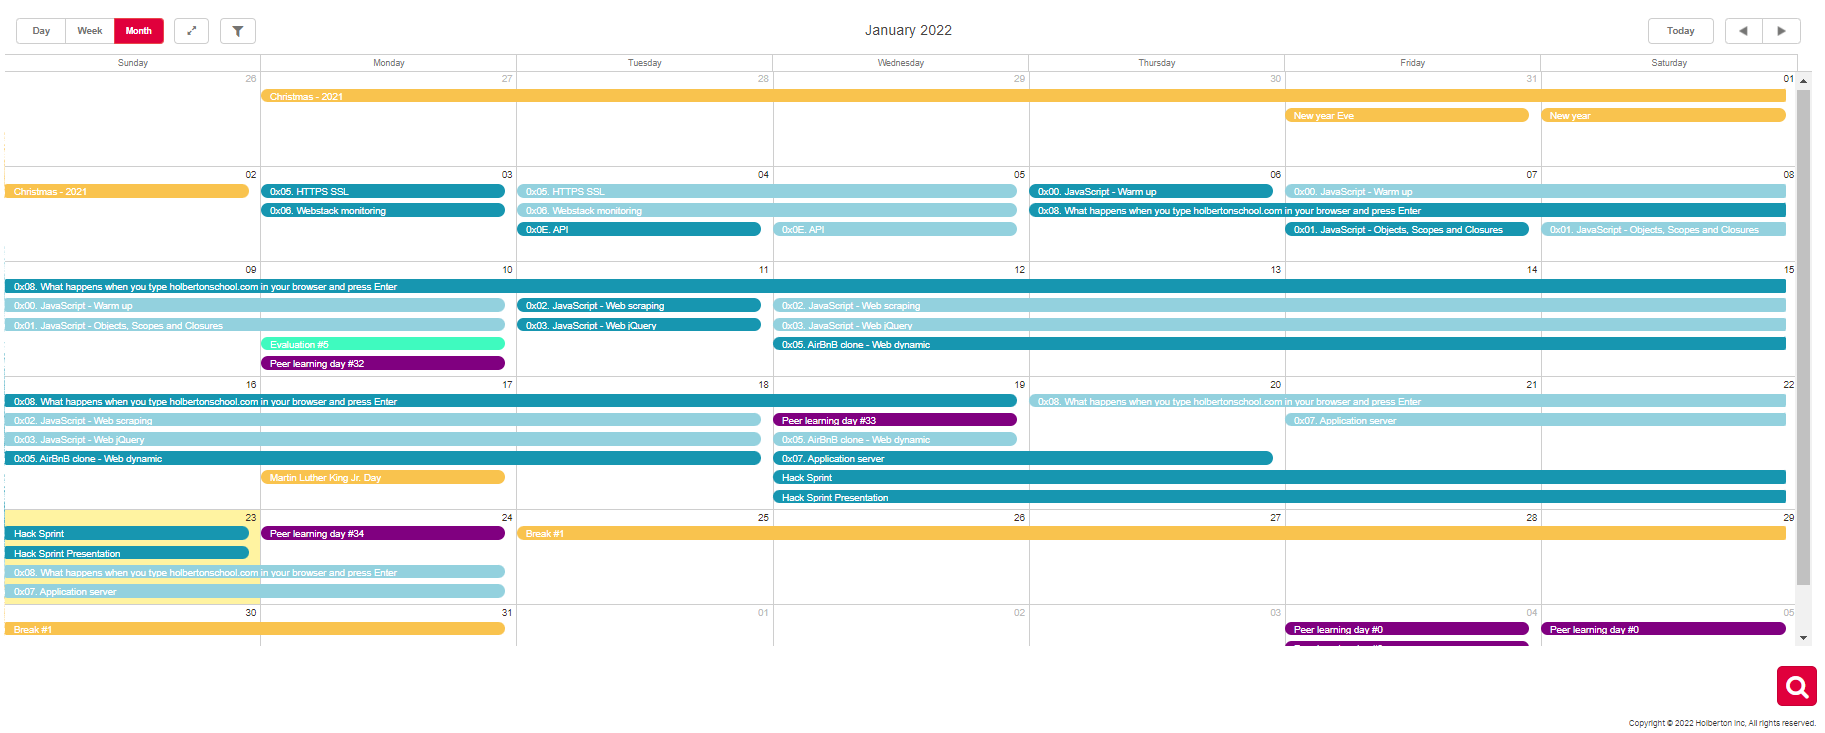 Day Week Month
January 2022
Today
Sunday Monday Tuesday Wednesday Thursday Friday Saturday
26 27 28 29 30 31 01
Christmas - 2021
New year Eve New year
02 03 04 05 06 07 08
Christmas - 2021 0x05. HTTPS SSL 0x05. HTTPS SSL 0x00. JavaScript - Warm up 0x00. JavaScript - Warm up
0x06. Webstack monitoring 0x06. Webstack monitoring 0x08. What happens when you type holbertonschool.com in your browser and press Enter
0x0E. API 0x0E. API 0x01. JavaScript - Objects, Scopes and Closures 0x01. JavaScript - Objects, Scopes and Closures
09 10 11 12 13 14 15
0x08. What happens when you type holbertonschool.com in your browser and press Enter
0x00. JavaScript - Warm up 0x02. JavaScript - Web scraping 0x02. JavaScript - Web scraping
0x01. JavaScript - Objects, Scopes and Closures 0x03. JavaScript - Web jQuery 0x03. JavaScript - Web jQuery
Evaluation #5 0x05. AirBnB clone - Web dynamic
Peer learning day #32
16 17 18 19 20 21 22
0x08. What happens when you type holbertonschool.com in your browser and press Enter 0x08. What happens when you type holbertonschool.com in your browser and press Enter
0x02. JavaScript - Web scraping Peer learning day #33 0x07. Application server
0x03. JavaScript - Web jQuery 0x05. AirBnB clone - Web dynamic
0x05. AirBnB clone - Web dynamic 0x07. Application server
Martin Luther King Jr. Day Hack Sprint
Hack Sprint Presentation
23 24 25 26 27 28 29
Hack Sprint Peer learning day #34 Break #1
Hack Sprint Presentation
0x08. What happens when you type holbertonschool.com in your browser and press Enter
0x07. Application server
30 31 01 02 03 04 05
Break #1 Peer learning day #0 Peer learning day #0
Copyright © 2022 Holberton Inc, All rights reserved.